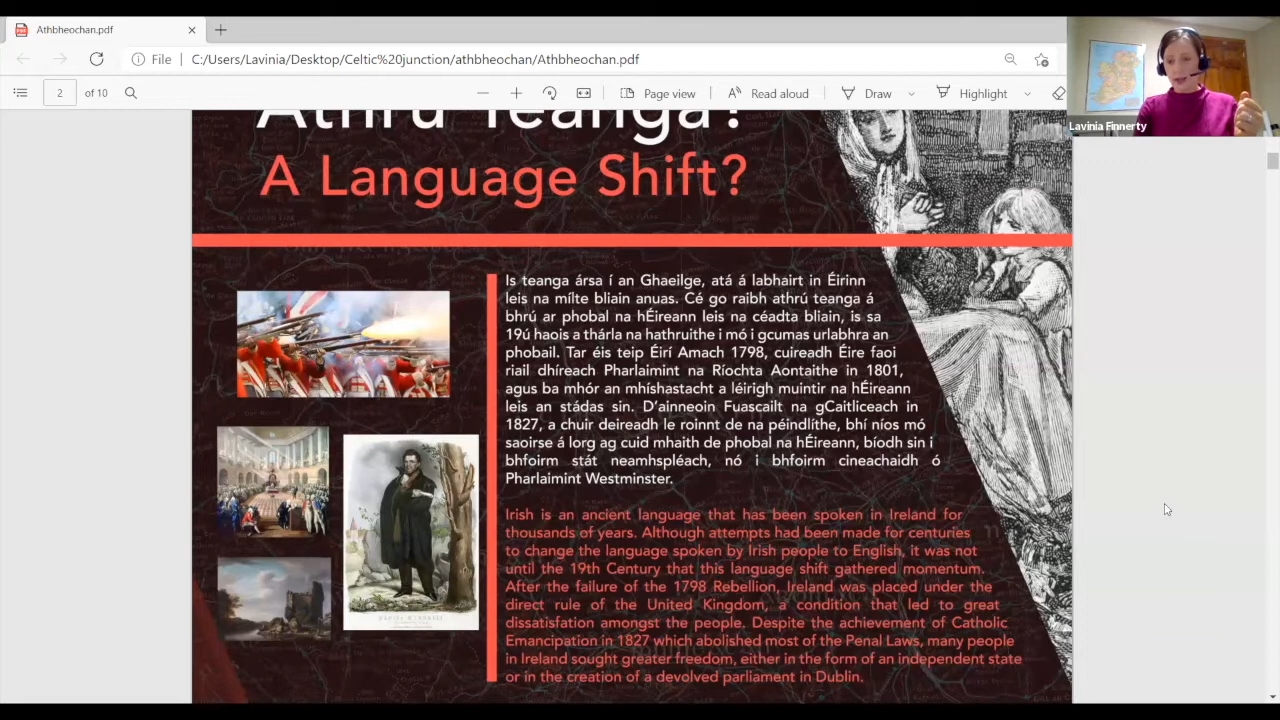 Athbheochan.pdf
File
C:/Users/Lavinia/Desktop/Celtic%20junction/athbheochan/Athbheochan.pdf
2 of 10
Page view
Read aloud
Draw
Highlight
Lavinia Finnerty
Athrú Teanga?
A Language Shift?
Is teanga ársa í an Ghaeilge, atá á labhairt in Éirinn
leis na mílte bliain anuas. Cé go raibh athrú teanga á
bhrú ar phobal na hÉireann leis na céadta bliain, is sa
19ú haois a thárla na hathruithe i mó i gcumas urlabhra an
phobail. Tar éis teip Éirí Amach 1798, cuireadh Éire faoi
riail dhíreach Pharlaimint na Ríochta Aontaithe in 1801,
agus ba mhór an mhíshastacht a léirigh muintir na hÉireann
leis an stádas sin. D'ainneoin Fuascailt na gCaitliceach in
1827, a chuir deireadh le roinnt de na péindlíthe, bhí níos mó
saoirse á lorg ag cuid mhaith de phobal na hÉireann, bíodh sin i
bhfoirm stát neamhspléach, nó i bhfoirm cineachaidh ó
Pharlaimint Westminster.
Irish is an ancient language that has been spoken in Ireland for
thousands of years. Although attempts had been made for centuries
to change the language spoken by Irish people to English, it was not
until the 19th Century that this language shift gathered momentum.
After the failure of the 1798 Rebellion, Ireland was placed under the
direct rule of the United Kingdom, a condition that led to great
dissatisfation amongst the people. Despite the achievement of Catholic
Emancipation in 1827 which abolished most of the Penal Laws, many people
in Ireland sought greater freedom, either in the form of an independent state
or in the creation of a devolved parliament in Dublin.